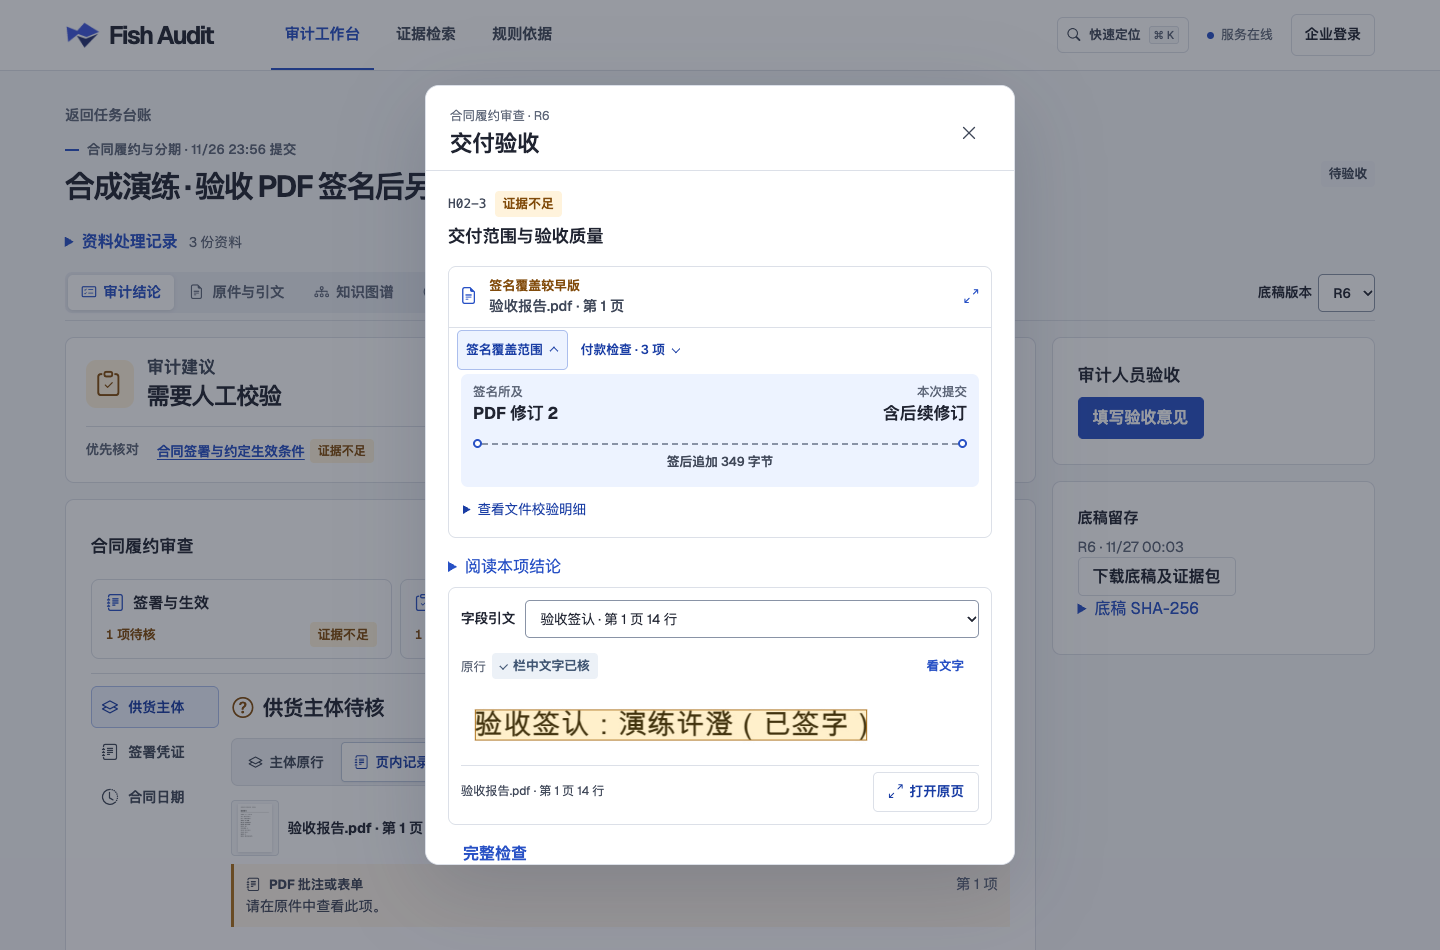 Fish Audit
审计工作台
证据检索
规则依据
快速定位
⌘ K
服务在线
企业登录
返回任务台账
合同履约与分期 · 11/26 23:56 提交
合成演练 · 验收 PDF 签名后另
待验收
资料处理记录 3 份资料
审计结论
原件与引文
知识图谱
底稿版本
R6
审计建议
需要人工校验
优先核对
合同签署与约定生效条件
证据不足
合同履约审查
签署与生效
1 项待核
证据不足
1
供货主体
签署凭证
合同日期
供货主体待核
主体原行
页内记录
验收报告.pdf · 第 1 页
PDF 批注或表单
第 1 项
请在原件中查看此项。
合同履约审查 · R6
交付验收
H02-3
证据不足
交付范围与验收质量
签名覆盖较早版
验收报告.pdf · 第 1 页
签名覆盖范围
付款检查 · 3 项
签名所及
本次提交
PDF 修订 2
含后续修订
签后追加 349 字节
查看文件校验明细
阅读本项结论
字段引文
验收签认 · 第 1 页 14 行
原行
栏中文字已核
看文字
验收签认：演练许澄（已签字）
验收报告.pdf · 第 1 页 14 行
打开原页
完整检查
审计人员验收
填写验收意见
底稿留存
R6 · 11/27 00:03
下载底稿及证据包
底稿 SHA-256